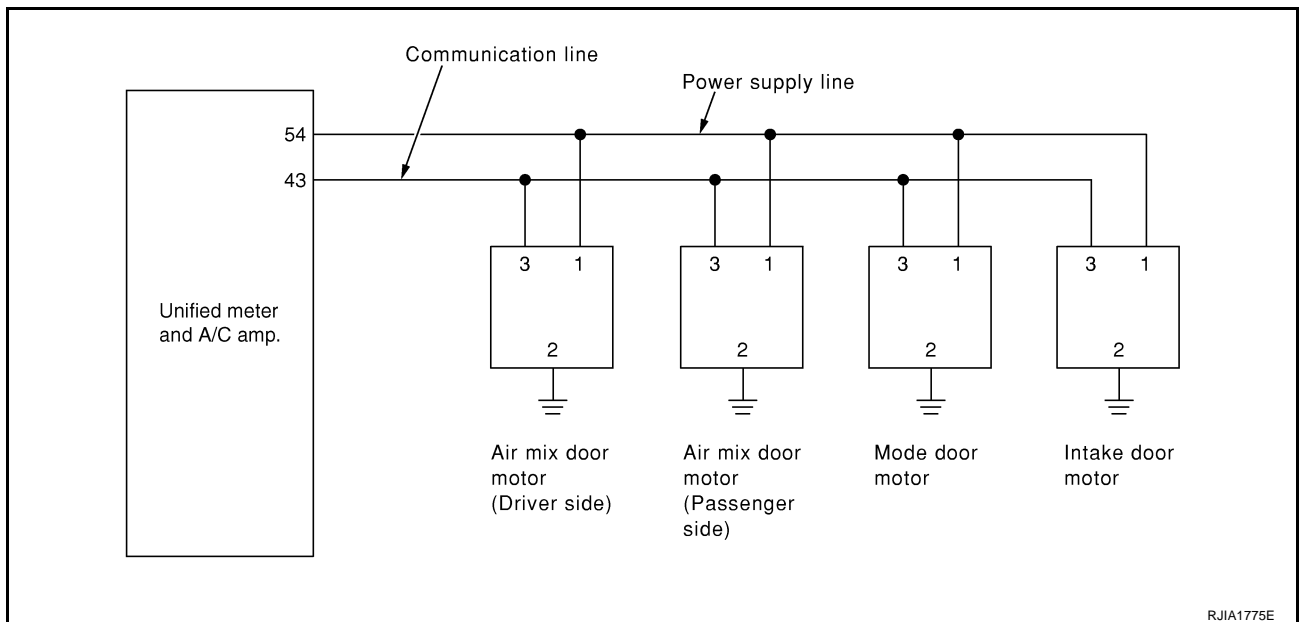 Communication line
Power supply line
54
43
3 1
3 1
3 1
3 1
Unified meter
and A/C amp.
2
2
2
2
Air mix door
motor
(Driver side)
Air mix door
motor
(Passenger
side)
Mode door
motor
Intake door
motor
RJIA1775E